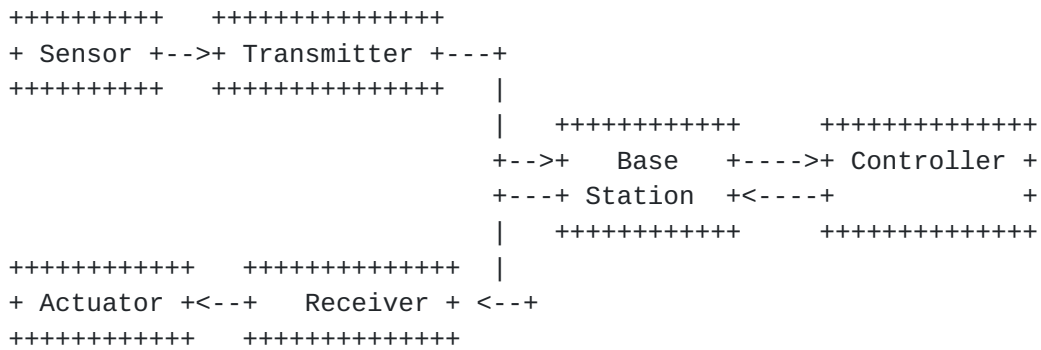 ++++++++++   +++++++++++++++
+ Sensor +-->+ Transmitter +---+
++++++++++   +++++++++++++++   |
                               |   ++++++++++++     ++++++++++++++
                               +-->+   Base   +---->+ Controller +
                               +---+ Station  +<----+            +
                               |   ++++++++++++     ++++++++++++++
++++++++++++   ++++++++++++++  |
+ Actuator +<--+   Receiver + <--+
++++++++++++   ++++++++++++++